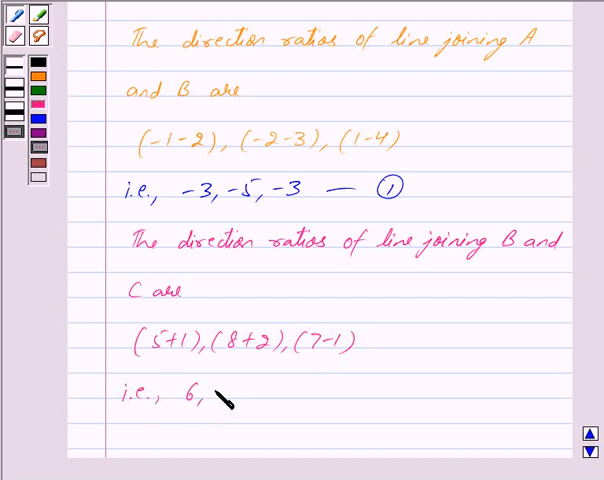 The direction ratios of line joining A
and B are
(-1-2), (-2-3), (1-4)
i.e., -3, -5, -3 — ①
The direction ratios of line joining B and
C are
(5+1), (8+2), (7-1)
i.e., 6,